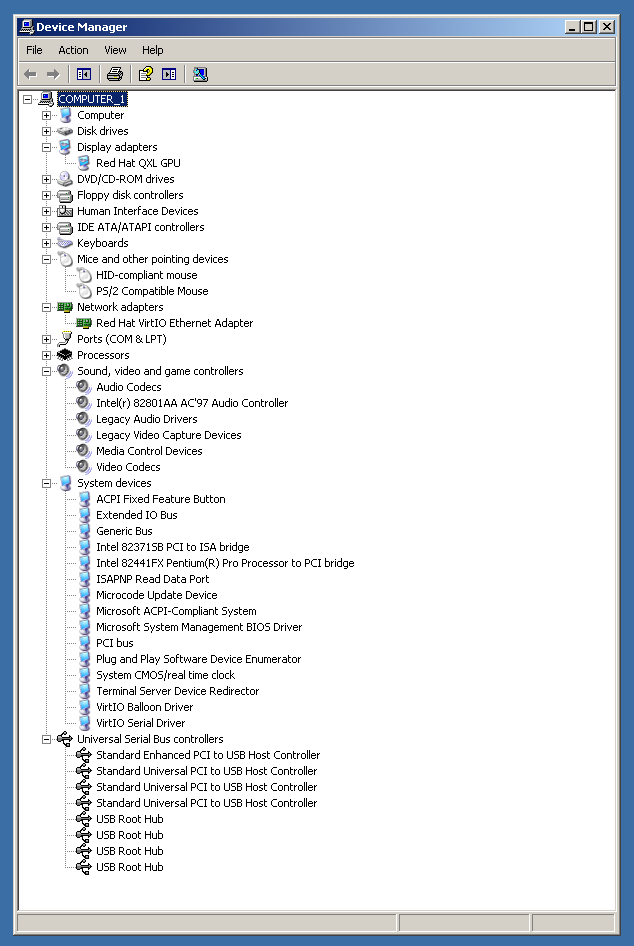 Device Manager
File Action View Help
COMPUTER_1
Computer
Disk drives
Display adapters
Red Hat QXL GPU
DVD/CD-ROM drives
Floppy disk controllers
Human Interface Devices
IDE ATA/ATAPI controllers
Keyboards
Mice and other pointing devices
HID-compliant mouse
PS/2 Compatible Mouse
Network adapters
Red Hat VirtIO Ethernet Adapter
Ports (COM & LPT)
Processors
Sound, video and game controllers
Audio Codecs
Intel(r) 82801AA AC'97 Audio Controller
Legacy Audio Drivers
Legacy Video Capture Devices
Media Control Devices
Video Codecs
System devices
ACPI Fixed Feature Button
Extended IO Bus
Generic Bus
Intel 82371SB PCI to ISA bridge
Intel 82441FX Pentium(R) Pro Processor to PCI bridge
ISAPNP Read Data Port
Microcode Update Device
Microsoft ACPI-Compliant System
Microsoft System Management BIOS Driver
PCI bus
Plug and Play Software Device Enumerator
System CMOS/real time clock
Terminal Server Device Redirector
VirtIO Balloon Driver
VirtIO Serial Driver
Universal Serial Bus controllers
Standard Enhanced PCI to USB Host Controller
Standard Universal PCI to USB Host Controller
Standard Universal PCI to USB Host Controller
Standard Universal PCI to USB Host Controller
USB Root Hub
USB Root Hub
USB Root Hub
USB Root Hub